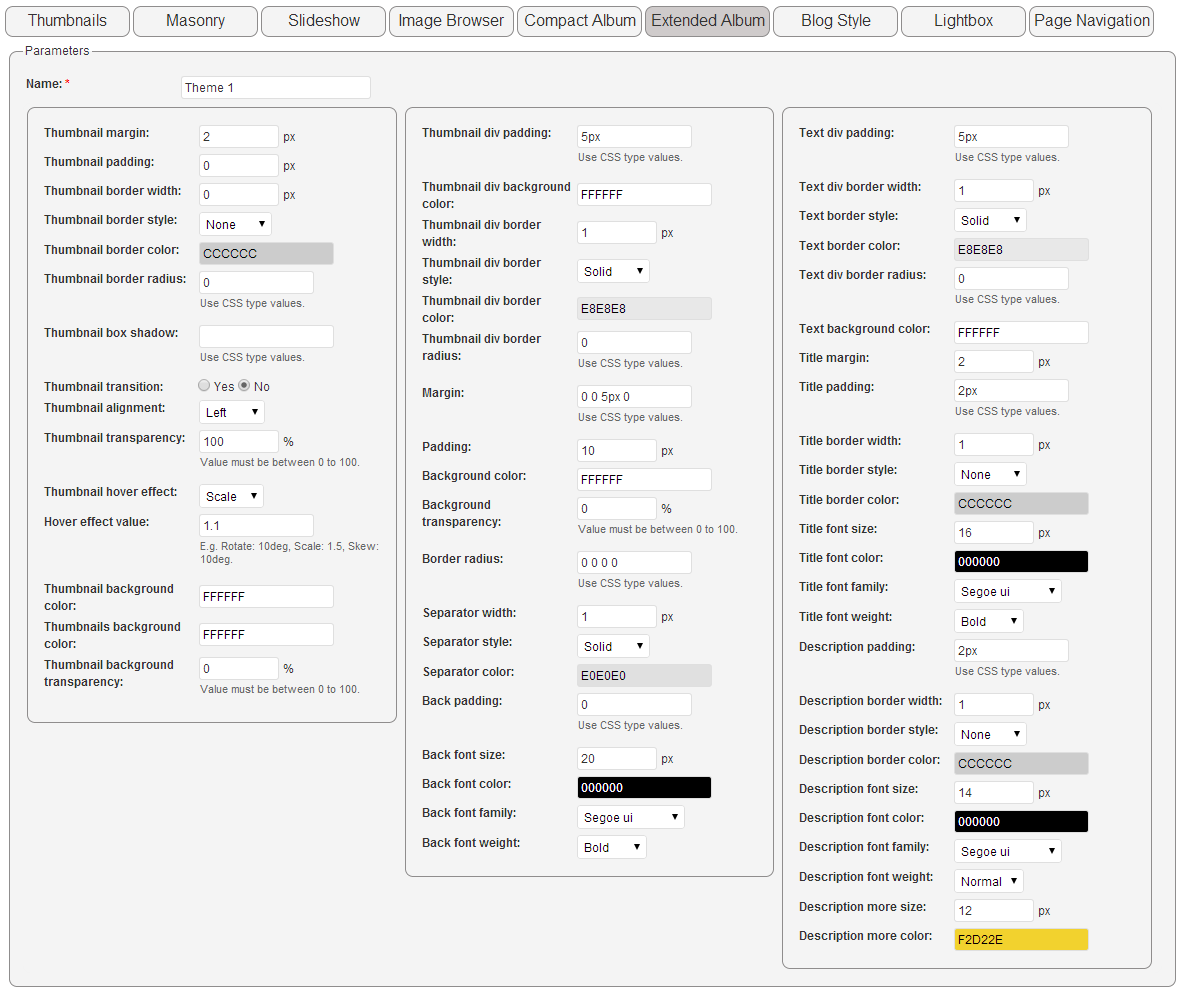 Thumbnails Masonry Slideshow Image Browser Compact Album Extended Album Blog Style Lightbox Page Navigation
Parameters
Name: * Theme 1
Thumbnail margin: 2 px
Thumbnail padding: 0 px
Thumbnail border width: 0 px
Thumbnail border style: None
Thumbnail border color: CCCCCC
Thumbnail border radius: 0
Use CSS type values.
Thumbnail box shadow:
Use CSS type values.
Thumbnail transition: Yes No
Thumbnail alignment: Left
Thumbnail transparency: 100 %
Value must be between 0 to 100.
Thumbnail hover effect: Scale
Hover effect value: 1.1
E.g. Rotate: 10deg, Scale: 1.5, Skew:
10deg.
Thumbnail background
color: FFFFFF
Thumbnails background
color: FFFFFF
Thumbnail background
transparency: 0 %
Value must be between 0 to 100.
Thumbnail div padding: 5px
Use CSS type values.
Thumbnail div background
color: FFFFFF
Thumbnail div border
width: 1 px
Thumbnail div border
style: Solid
Thumbnail div border
color: E8E8E8
Thumbnail div border
radius: 0
Use CSS type values.
Margin: 0 0 5px 0
Use CSS type values.
Padding: 10 px
Background color: FFFFFF
Background
transparency: 0 %
Value must be between 0 to 100.
Border radius: 0 0 0 0
Use CSS type values.
Separator width: 1 px
Separator style: Solid
Separator color: E0E0E0
Back padding: 0
Use CSS type values.
Back font size: 20 px
Back font color: 000000
Back font family: Segoe ui
Back font weight: Bold
Text div padding: 5px
Use CSS type values.
Text div border width: 1 px
Text border style: Solid
Text border color: E8E8E8
Text div border radius: 0
Use CSS type values.
Text background color: FFFFFF
Title margin: 2 px
Title padding: 2px
Use CSS type values.
Title border width: 1 px
Title border style: None
Title border color: CCCCCC
Title font size: 16 px
Title font color: 000000
Title font family: Segoe ui
Title font weight: Bold
Description padding: 2px
Use CSS type values.
Description border width: 1 px
Description border style: None
Description border color: CCCCCC
Description font size: 14 px
Description font color: 000000
Description font family: Segoe ui
Description font weight: Normal
Description more size: 12 px
Description more color: F2D22E